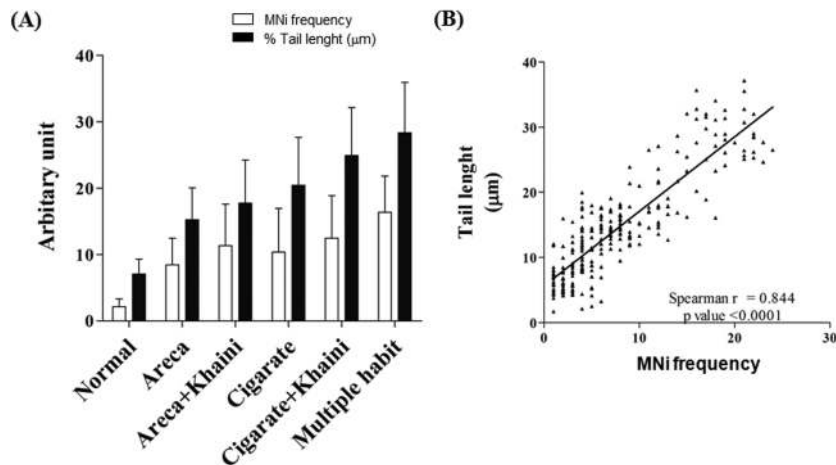 (A)
MNi frequency
% Tail lenght (μm)
Arbitary unit
40
30
20
10
0
Normal
Areca
Areca+Khaini
Cigarate
Cigarate+Khaini
Multiple habit
(B)
Tail lenght
(μm)
40
30
20
10
0
Spearman r = 0.844
p value <0.0001
0
10
20
30
MNi frequency